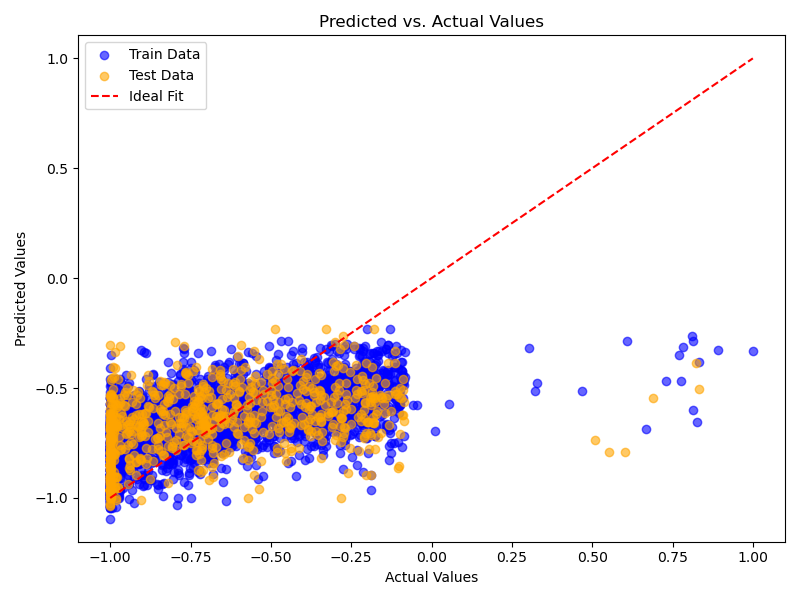 Predicted vs. Actual Values
Train Data
Test Data
Ideal Fit
Predicted Values
1.0
0.5
0.0
−0.5
−1.0
−1.00 −0.75 −0.50 −0.25 0.00 0.25 0.50 0.75 1.00
Actual Values